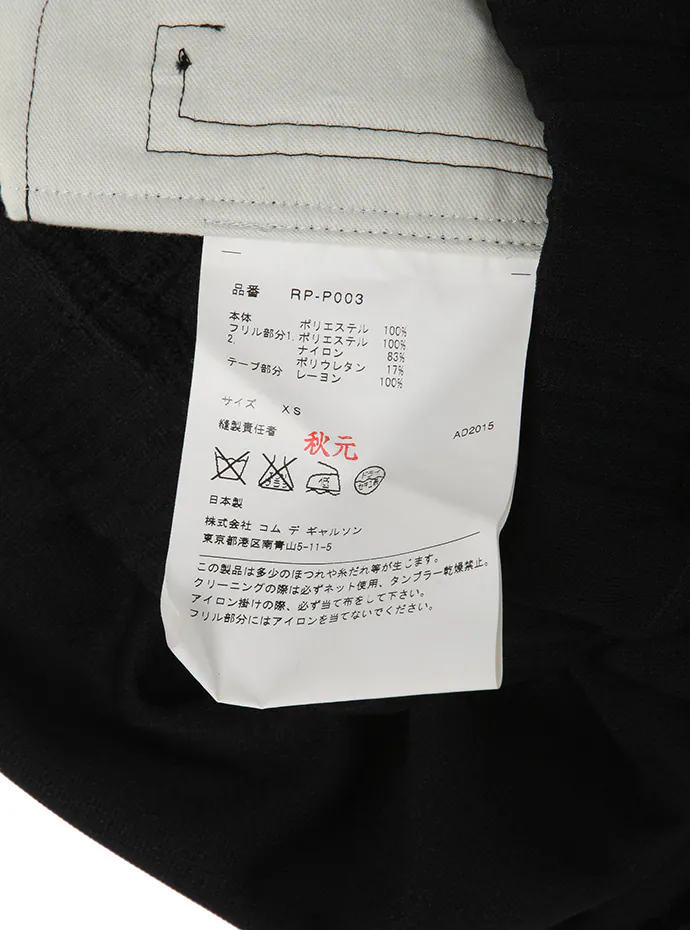 品番 RP-P003
本体 ポリエステル 100%
フリル部分1. ポリエステル 100%
2. ナイロン 83%
ポリウレタン 17%
テープ部分 レーヨン 100%
サイズ XS
縫製責任者 秋元 AD2015
ドライ
セキユ系
日本製
株式会社 コム デ ギャルソン
東京都港区南青山5-11-5
この製品は多少のほつれや糸だれ等が生じます。
クリーニングの際は必ずネット使用、タンブラー乾燥禁止。
アイロン掛けの際、必ず当て布をして下さい。
フリル部分にはアイロンを当てないでください。